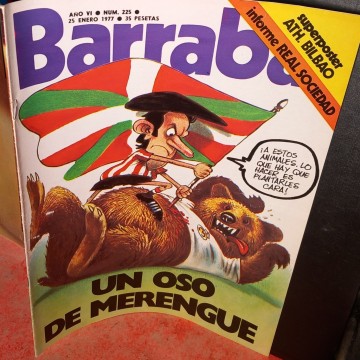 AÑO VI • NUM. 225 •
25 ENERO 1977 • 35 PESETAS
Barraba
superposter
ATH. BILBAO
informe REAL SOCIEDAD
¡A ESTOS
ANIMALES, LO
QUE HAY QUE
HACER ES
PLANTARLES
CARA!
UN OSO
DE MERENGUE